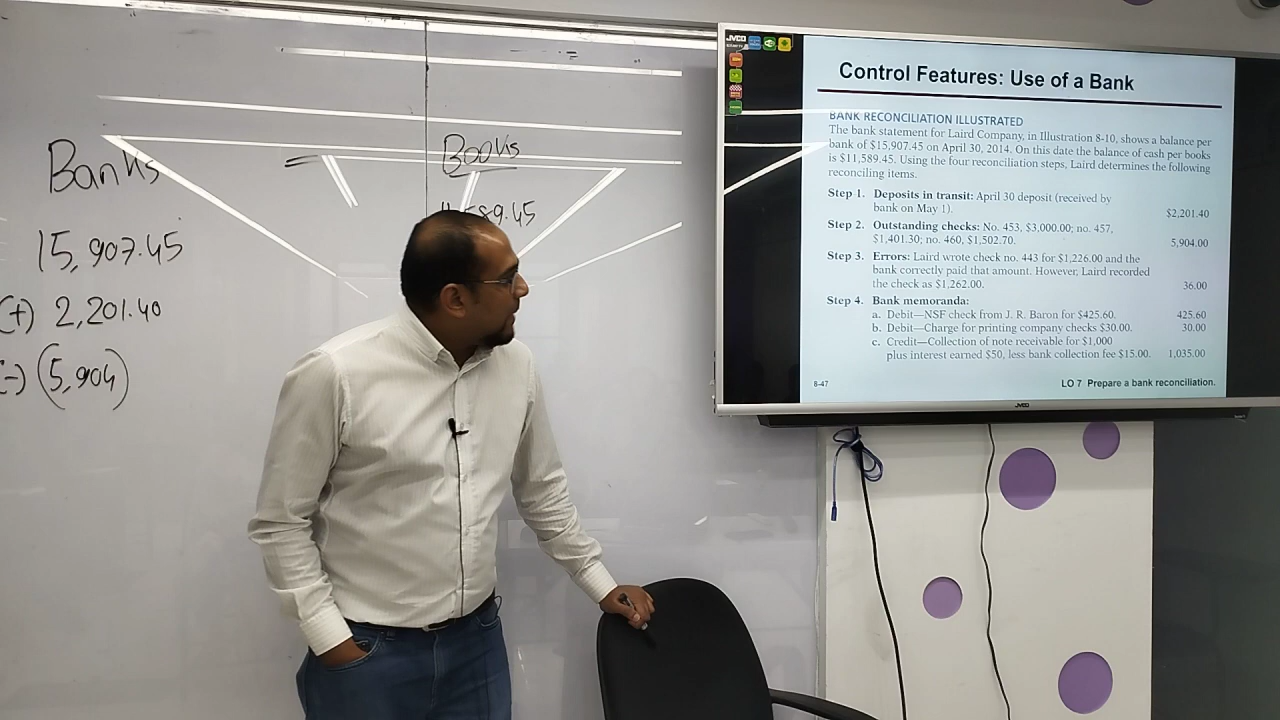 Banks
=
Books
15,907.45
589.45
(+) 2,201.40
(-) (5,904)
JVCO
Control Features: Use of a Bank
BANK RECONCILIATION ILLUSTRATED
The bank statement for Laird Company, in Illustration 8-10, shows a balance per
bank of $15,907.45 on April 30, 2014. On this date the balance of cash per books
is $11,589.45. Using the four reconciliation steps, Laird determines the following
reconciling items.
Step 1. Deposits in transit: April 30 deposit (received by
bank on May 1). $2,201.40
Step 2. Outstanding checks: No. 453, $3,000.00; no. 457,
$1,401.30; no. 460, $1,502.70. 5,904.00
Step 3. Errors: Laird wrote check no. 443 for $1,226.00 and the
bank correctly paid that amount. However, Laird recorded
the check as $1,262.00. 36.00
Step 4. Bank memoranda:
a. Debit—NSF check from J. R. Baron for $425.60. 425.60
b. Debit—Charge for printing company checks $30.00. 30.00
c. Credit—Collection of note receivable for $1,000
plus interest earned $50, less bank collection fee $15.00. 1,035.00
8-47
LO 7 Prepare a bank reconciliation.
JVCO